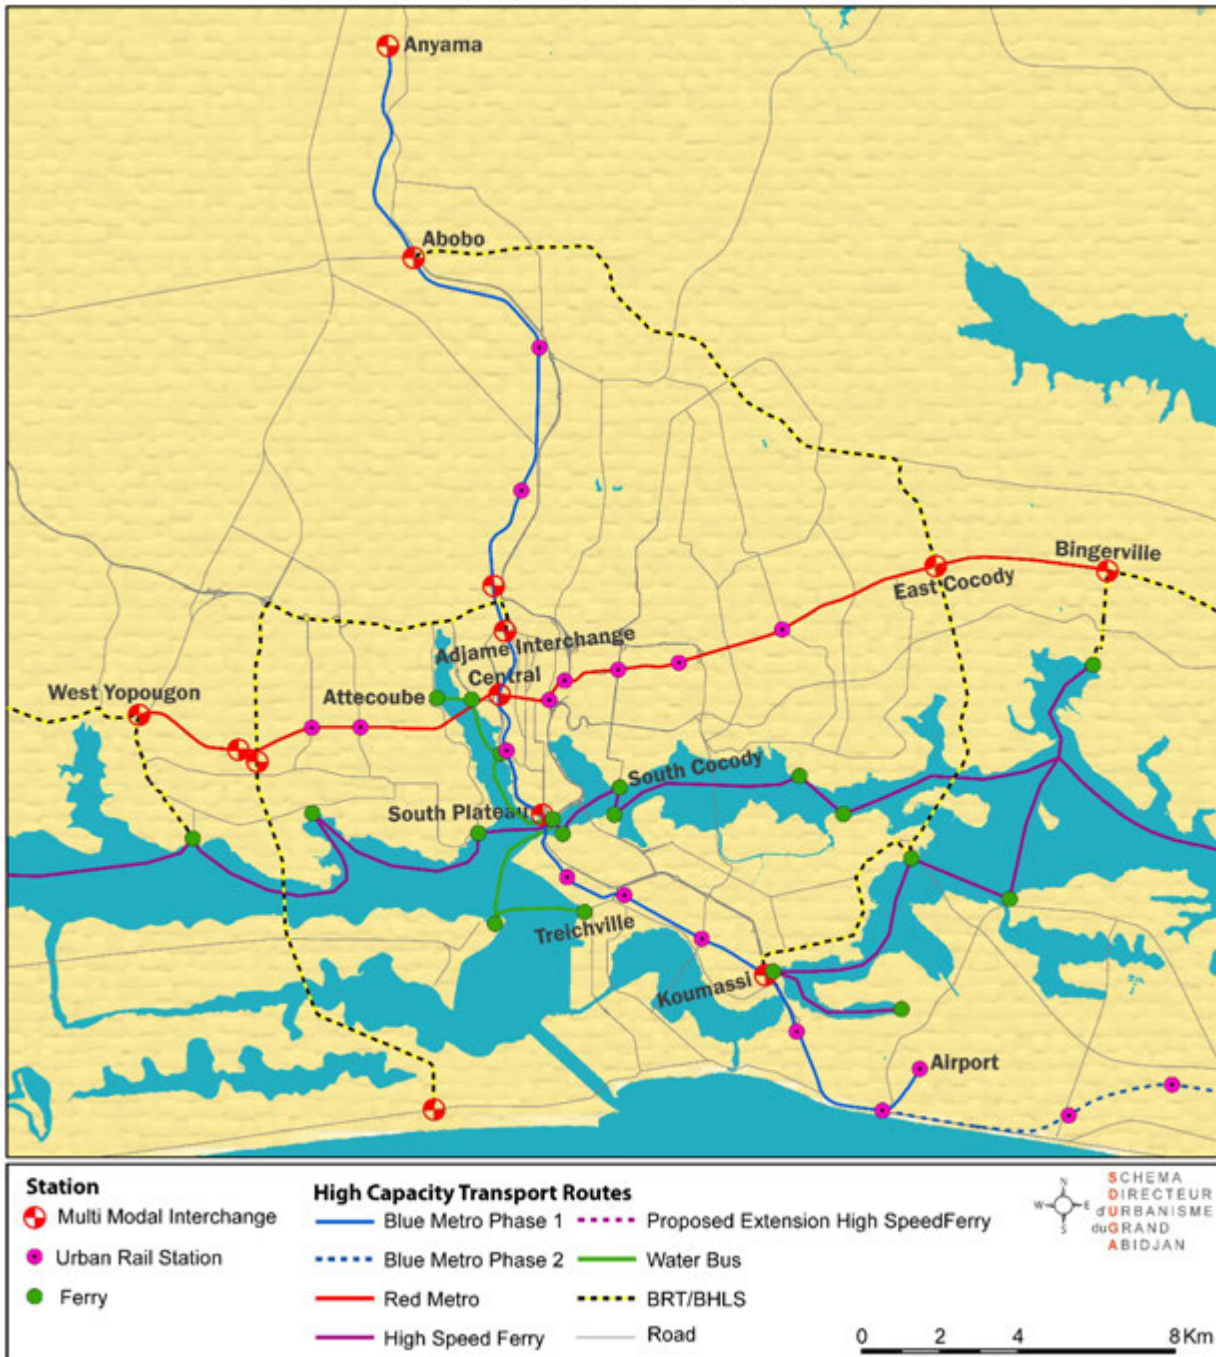 Anyama
Abobo
Bingerville
East Cocody
Adjame Interchange
Central
West Yopougon
Attecoube
South Cocody
South Plateau
Treichville
Koumassi
Airport
Station
Multi Modal Interchange
Urban Rail Station
Ferry
High Capacity Transport Routes
Blue Metro Phase 1
Blue Metro Phase 2
Red Metro
High Speed Ferry
Proposed Extension High SpeedFerry
Water Bus
BRT/BHLS
Road
N
W E
S
SCHEMA
DIRECTEUR
d'URBANISME
duGRAND
ABIDJAN
0 2 4 8 Km